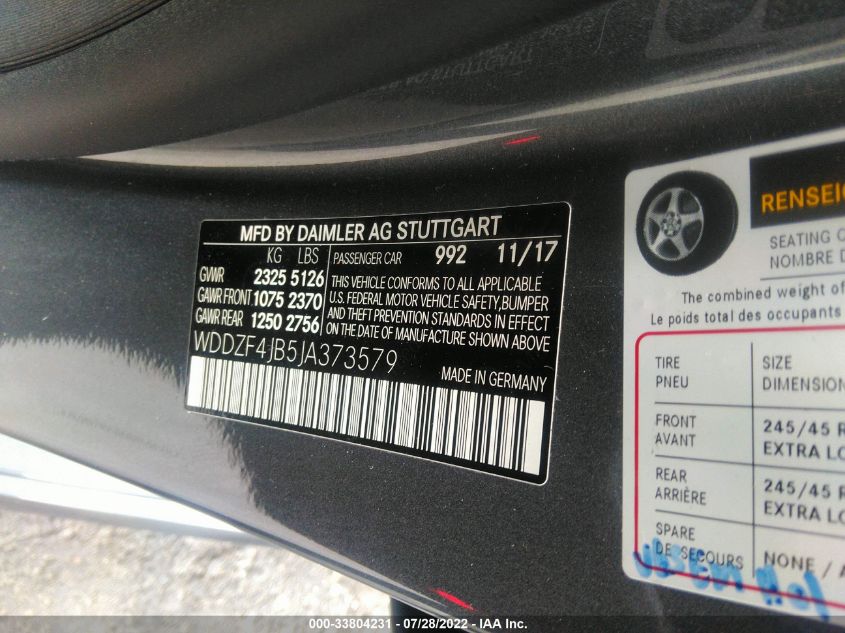 MFD BY DAIMLER AG STUTTGART
KG LBS
GVWR 2325 5126
GAWR FRONT 1075 2370
GAWR REAR 1250 2756
PASSENGER CAR 992 11/17
THIS VEHICLE CONFORMS TO ALL APPLICABLE
U.S. FEDERAL MOTOR VEHICLE SAFETY, BUMPER
AND THEFT PREVENTION STANDARDS IN EFFECT
ON THE DATE OF MANUFACTURE SHOWN ABOVE
WDDZF4JB5JA373579
MADE IN GERMANY
SEATING
NOMBRE
The combined weight of
Le poids total des occupants
TIRE SIZE
PNEU DIMENSION
FRONT 245/45
AVANT EXTRA
REAR 245/45
ARRIÈRE EXTRA
SPARE
DE SECOURS NONE /
000-33804231 - 07/28/2022 - IAA Inc.